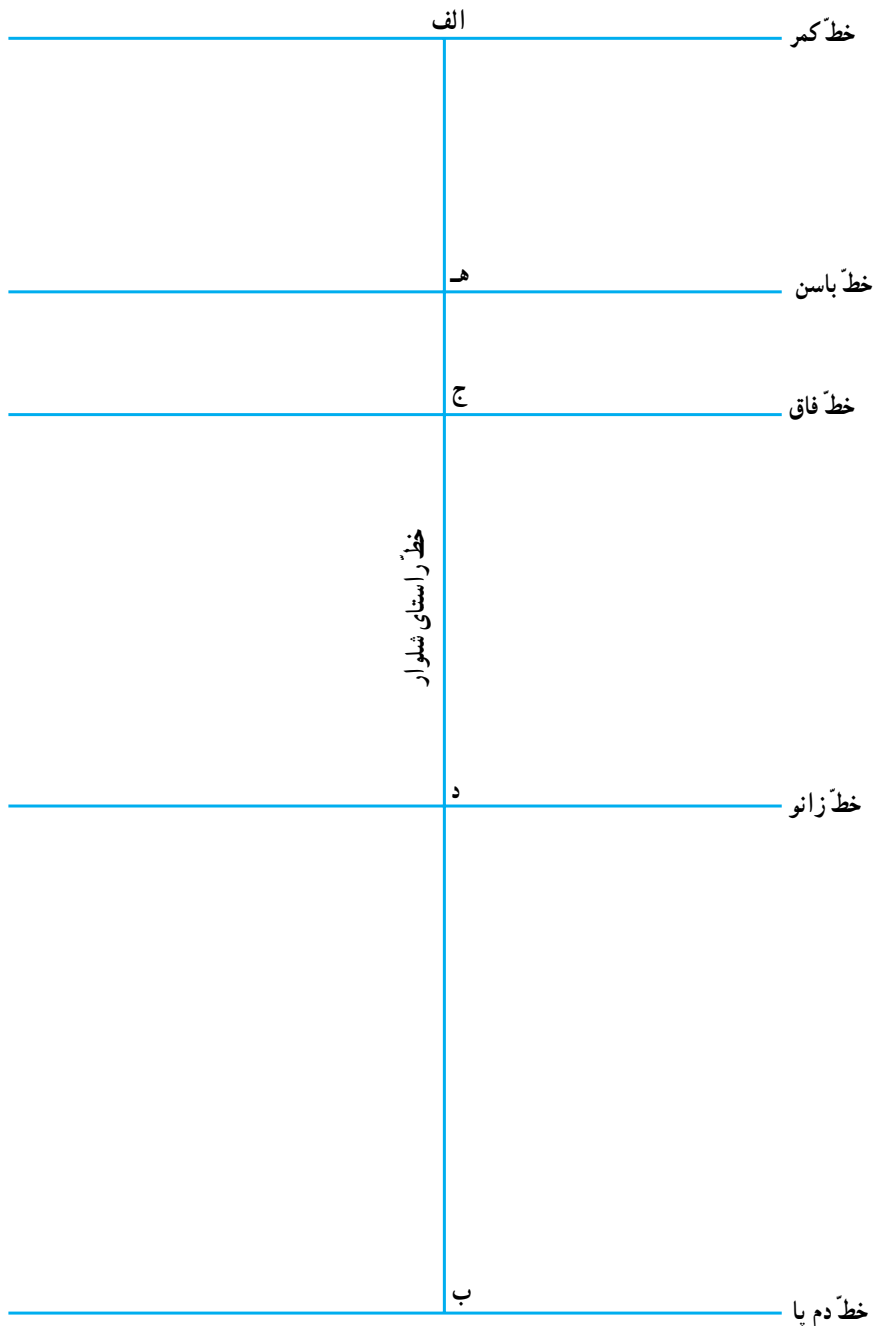 الف
خطّ کمر
هـ
خطّ باسن
ج
خطّ فاق
خطّ راستای شلوار
د
خطّ زانو
ب
خطّ دم پا